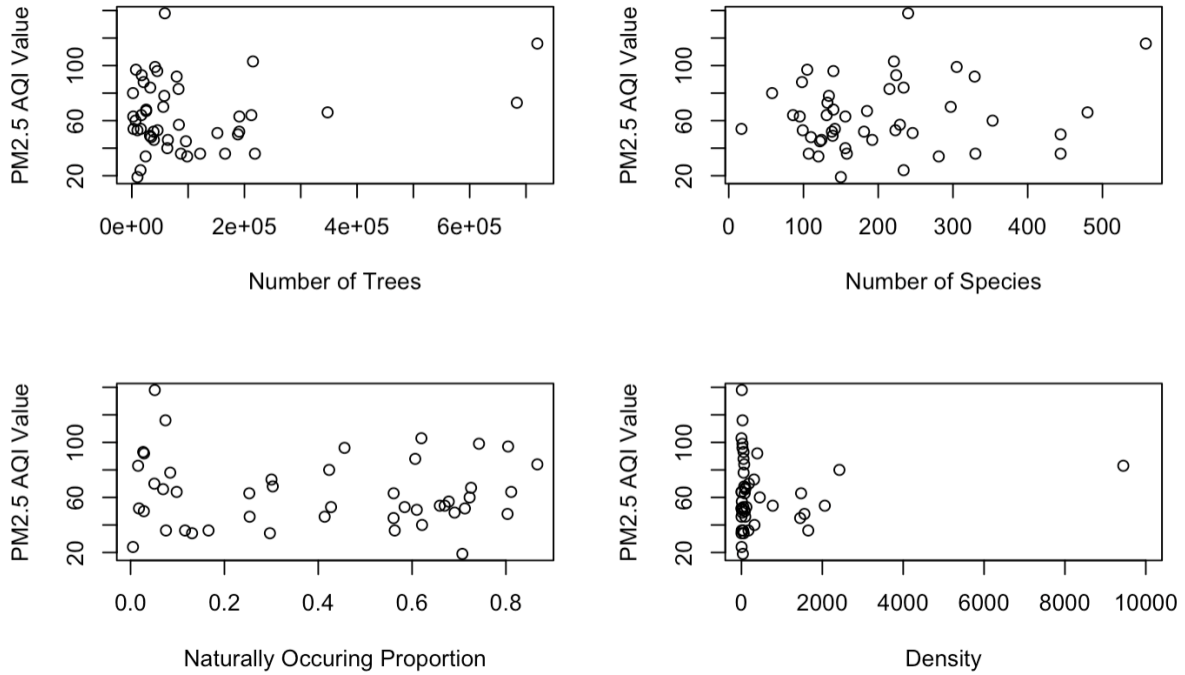 PM2.5 AQI Value
20 60 100
0e+00 2e+05 4e+05 6e+05
Number of Trees
PM2.5 AQI Value
20 60 100
0 100 200 300 400 500
Number of Species
PM2.5 AQI Value
20 60 100
0.0 0.2 0.4 0.6 0.8
Naturally Occuring Proportion
PM2.5 AQI Value
20 60 100
0 2000 4000 6000 8000 10000
Density